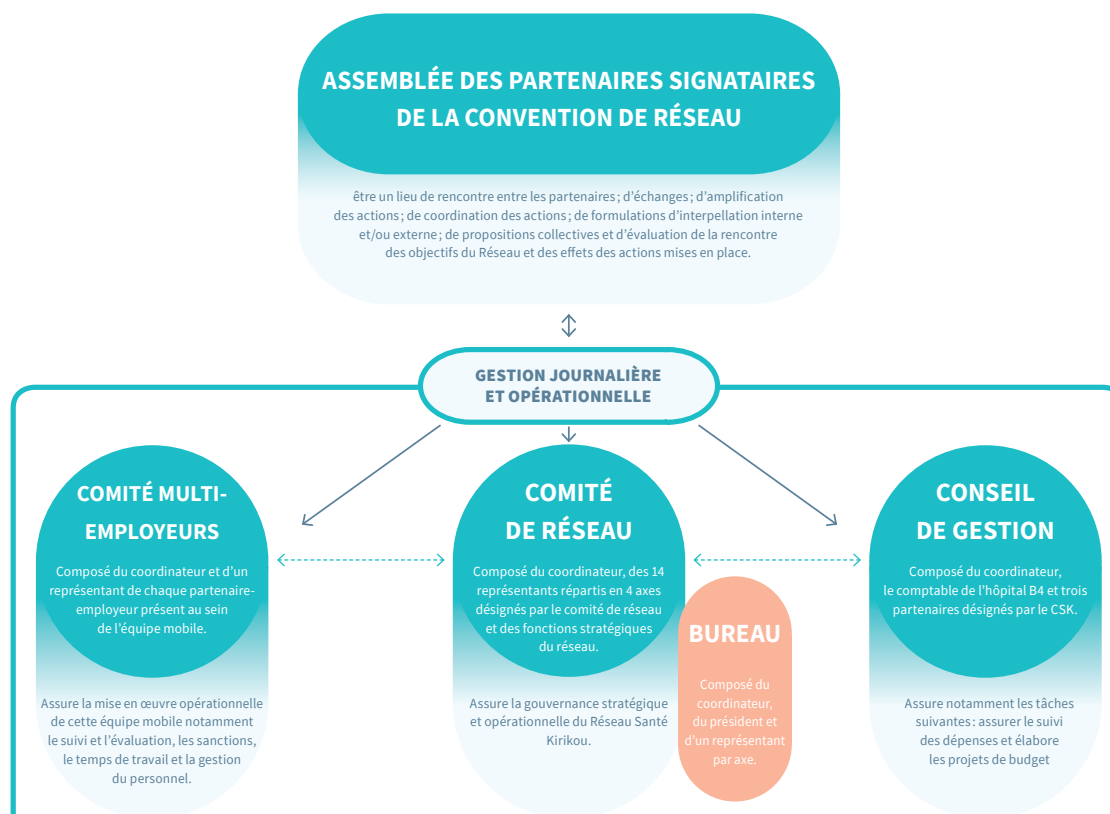 ASSEMBLÉE DES PARTENAIRES SIGNATAIRES
DE LA CONVENTION DE RÉSEAU
être un lieu de rencontre entre les partenaires ; d'échanges ; d'amplification
des actions ; de coordination des actions ; de formulations d'interpellation interne
et/ou externe ; de propositions collectives et d'évaluation de la rencontre
des objectifs du Réseau et des effets des actions mises en place.
GESTION JOURNALIÈRE
ET OPÉRATIONNELLE
COMITÉ MULTI-
EMPLOYEURS
Composé du coordinateur et d'un
représentant de chaque partenaire-
employeur présent au sein
de l'équipe mobile.
Assure la mise en œuvre opérationnelle
de cette équipe mobile notamment
le suivi et l'évaluation, les sanctions,
le temps de travail et la gestion
du personnel.
COMITÉ
DE RÉSEAU
Composé du coordinateur, des 14
représentants répartis en 4 axes
désignés par le comité de réseau
et des fonctions stratégiques
du réseau.
Assure la gouvernance stratégique
et opérationnelle du Réseau Santé
Kirikou.
BUREAU
Composé du
coordinateur,
du président et
d'un représentant
par axe.
CONSEIL
DE GESTION
Composé du coordinateur,
le comptable de l'hôpital B4 et trois
partenaires désignés par le CSK.
Assure notamment les tâches
suivantes : assurer le suivi
des dépenses et élabore
les projets de budget